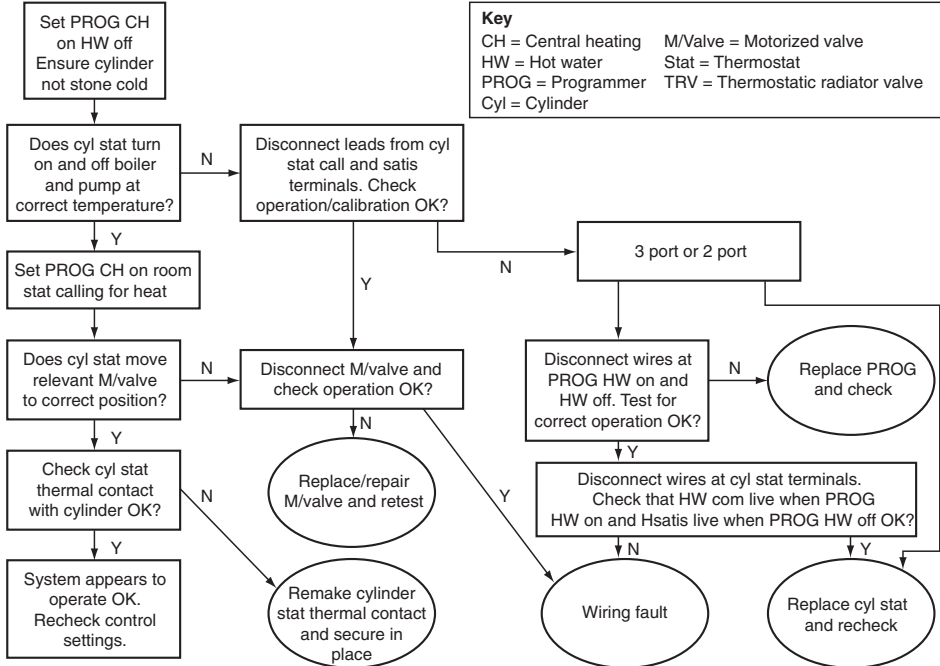 Set PROG CH
on HW off
Ensure cylinder
not stone cold
Key
CH = Central heating
M/Valve = Motorized valve
HW = Hot water
Stat = Thermostat
PROG = Programmer
TRV = Thermostatic radiator valve
Cyl = Cylinder
Does cyl stat turn
on and off boiler
and pump at
correct temperature?
N
Disconnect leads from cyl
stat call and satis
terminals. Check
operation/calibration OK?
Y
N
3 port or 2 port
Set PROG CH on room
stat calling for heat
Y
Does cyl stat move
relevant M/valve
to correct position?
N
Disconnect M/valve and
check operation OK?
Disconnect wires at
PROG HW on and
HW off. Test for
correct operation OK?
N
Replace PROG
and check
Y
N
Y
Check cyl stat
thermal contact
with cylinder OK?
N
Replace/repair
M/valve and retest
Y
Disconnect wires at cyl stat terminals.
Check that HW com live when PROG
HW on and Hsatis live when PROG HW off OK?
Y
N
Y
System appears to
operate OK.
Recheck control
settings.
Remake cylinder
stat thermal contact
and secure in
place
Wiring fault
Replace cyl stat
and recheck